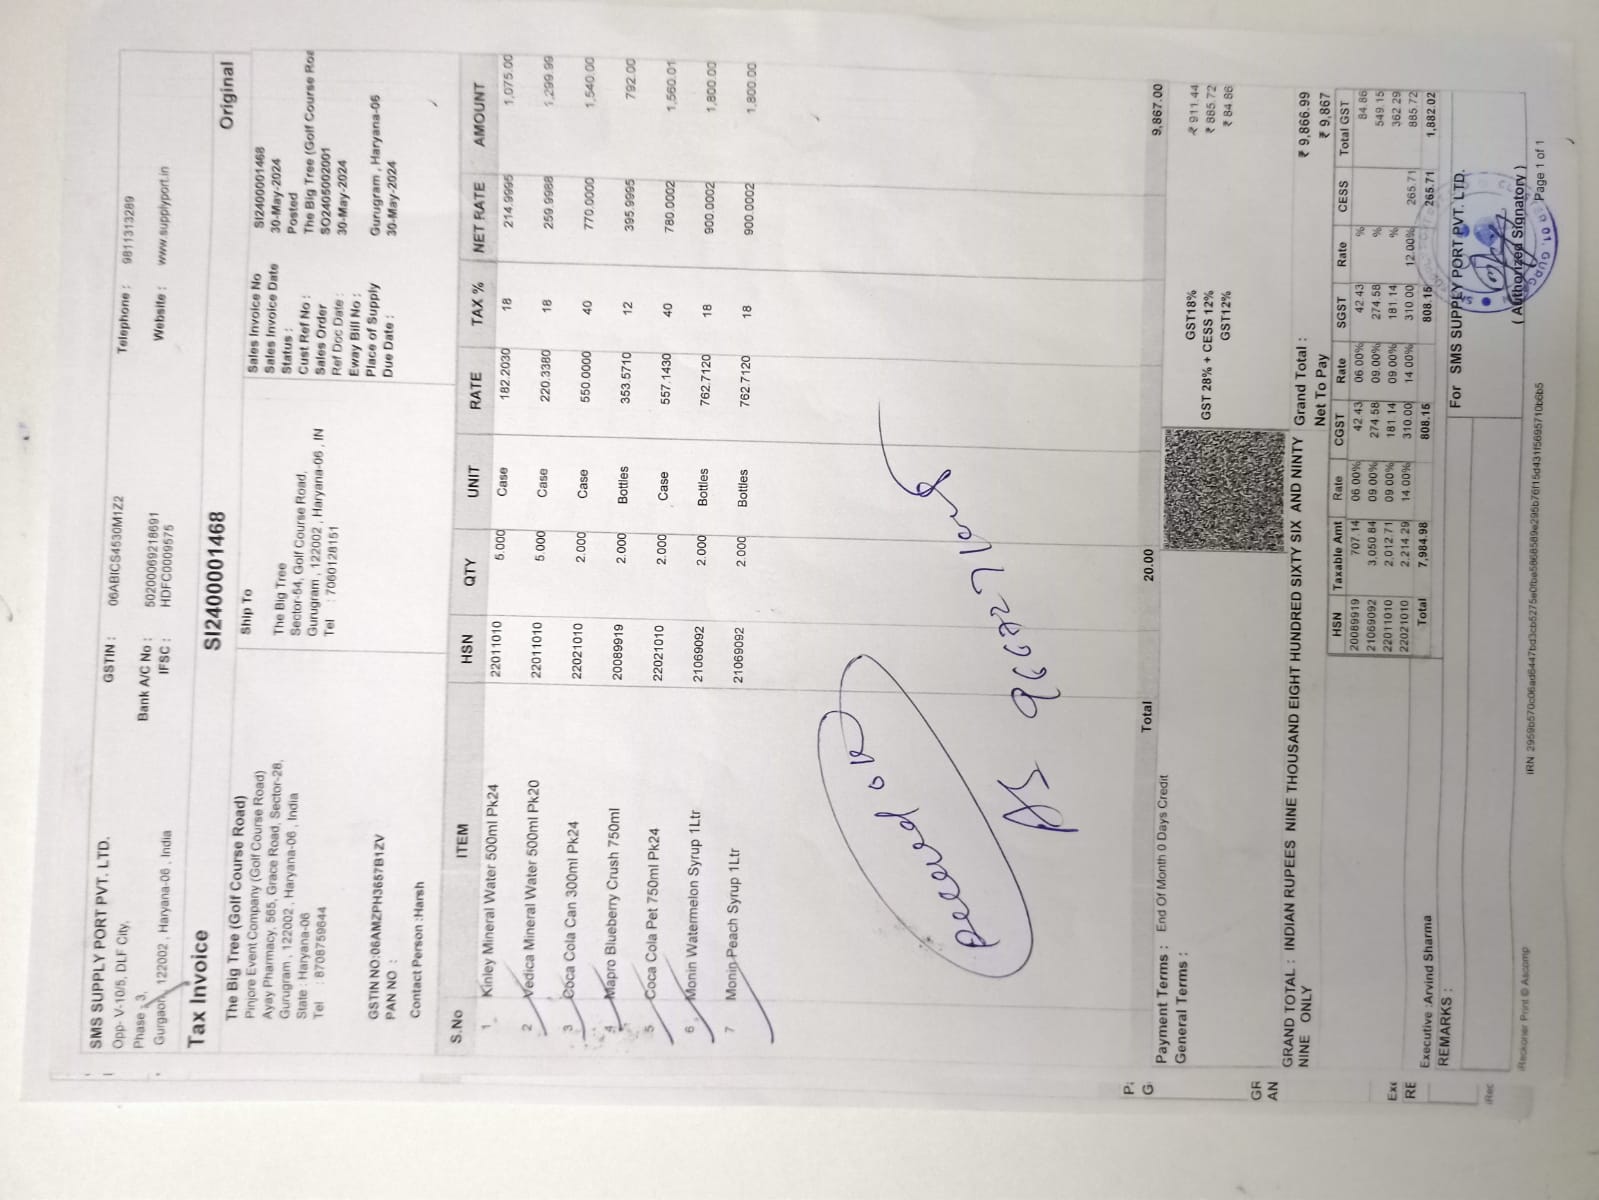 SMS SUPPLY PORT PVT. LTD.
Opp- V-10/5, DLF City,
Phase - 3,
Gurgaon, 122002 , Haryana-06 , India
GSTIN : 06ABICS4530M1Z2
Bank A/C No : 50200069218691
IFSC : HDFC0009575
Telephone : 9811313289
Website : www.supplyport.in
Tax Invoice SI2400001468 Original
The Big Tree (Golf Course Road)
Pinjore Event Company (Golf Course Road)
Ayay Pharmacy, 565, Grace Road, Sector-28,
Gurugram , 122002 , Haryana-06 , India
State : Haryana-06
Tel : 8708759644
GSTIN NO:06AMZPH3657B1ZV
PAN NO :
Contact Person :Harsh
Ship To
The Big Tree
Sector-54, Golf Course Road,
Gurugram , 122002 , Haryana-06 , IN
Tel : 7060128151
Sales Invoice No SI2400001468
Sales Invoice Date 30-May-2024
Status : Posted
Cust Ref No : The Big Tree (Golf Course Roa
Sales Order SO2405002001
Ref Doc Date : 30-May-2024
Eway Bill No :
Place of Supply Gurugram , Haryana-06
Due Date : 30-May-2024
S.No ITEM HSN QTY UNIT RATE TAX % NET RATE AMOUNT
1 Kinley Mineral Water 500ml Pk24 22011010 5.000 Case 182.2030 18 214.9995 1,075.00
2 Vedica Mineral Water 500ml Pk20 22011010 5.000 Case 220.3380 18 259.9988 1,299.99
3 Coca Cola Can 300ml Pk24 22021010 2.000 Case 550.0000 40 770.0000 1,540.00
4 Mapro Blueberry Crush 750ml 20089919 2.000 Bottles 353.5710 12 395.9995 792.00
5 Coca Cola Pet 750ml Pk24 22021010 2.000 Case 557.1430 40 780.0002 1,560.01
6 Monin Watermelon Syrup 1Ltr 21069092 2.000 Bottles 762.7120 18 900.0002 1,800.00
7 Monin Peach Syrup 1Ltr 21069092 2.000 Bottles 762.7120 18 900.0002 1,800.00
Total 20.00 9,867.00
Payment Terms : End Of Month 0 Days Credit
General Terms :
GST18% ₹ 911.44
GST 28% + CESS 12% ₹ 885.72
GST12% ₹ 84.86
GRAND TOTAL : INDIAN RUPEES NINE THOUSAND EIGHT HUNDRED SIXTY SIX AND NINTY
NINE ONLY
Grand Total : ₹ 9,866.99
Net To Pay ₹ 9,867
HSN Taxable Amt Rate CGST Rate SGST Rate CESS Total GST
20089919 707.14 06.00% 42.43 06.00% 42.43 % 84.86
21069092 3,050.84 09.00% 274.58 09.00% 274.58 % 549.15
22011010 2,012.71 09.00% 181.14 09.00% 181.14 % 362.29
22021010 2,214.29 14.00% 310.00 14.00% 310.00 12.00% 265.71 885.72
Total 7,984.98 808.15 808.15 265.71 1,882.02
Executive :Arvind Sharma
REMARKS :
For SMS SUPPLY PORT PVT. LTD.
( Authorized Signatory )
Page 1 of 1
iReckoner Print © Aacomp
P:
G
GR
AN
Exe
RE
iRec